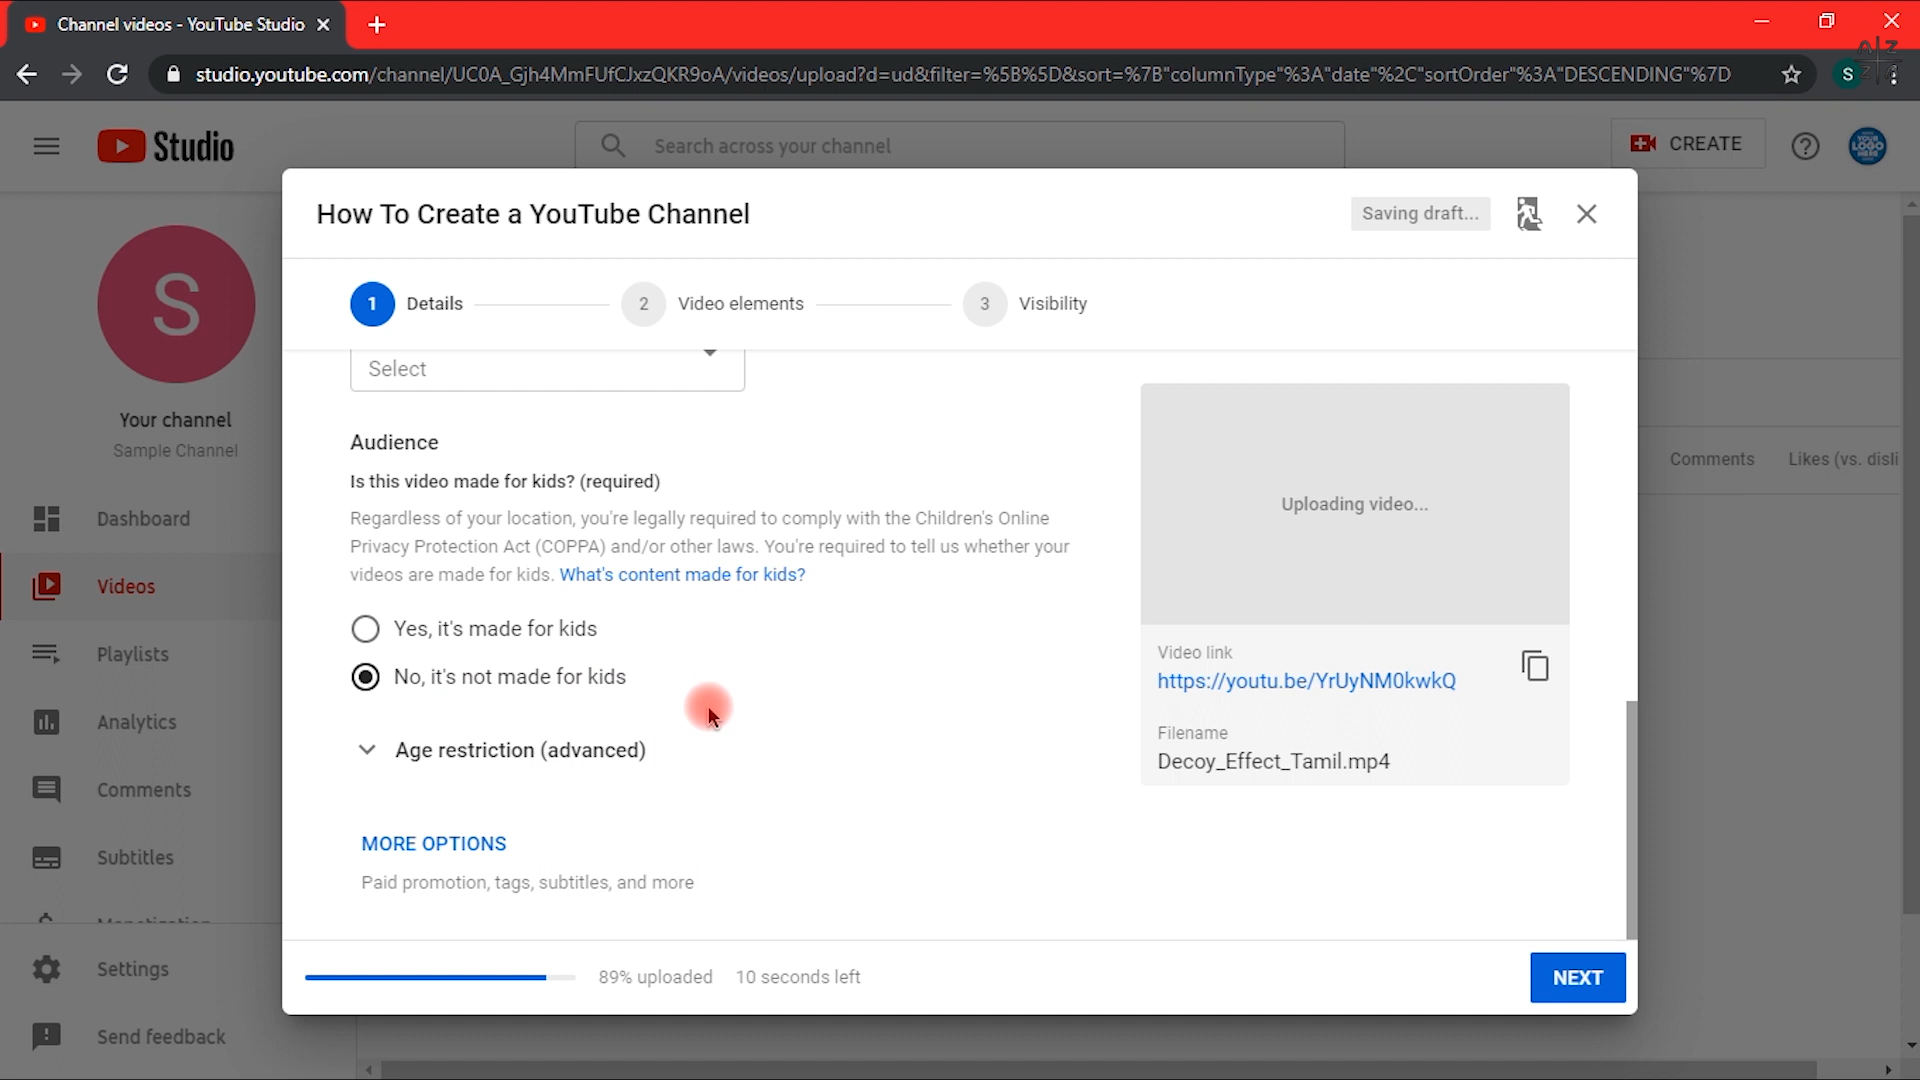 Channel videos - YouTube Studio
studio.youtube.com/channel/UC0A_Gjh4MmFUfCJxzQKR9oA/videos/upload?d=ud&filter=%5B%5D&sort=%7B"columnType"%3A"date"%2C"sortOrder"%3A"DESCENDING"%7D
S
Studio
Search across your channel
CREATE
YOUR LOGO HERE
How To Create a YouTube Channel
Saving draft...
1 Details
2 Video elements
3 Visibility
S
Your channel
Sample Channel
Dashboard
Videos
Playlists
Analytics
Comments
Subtitles
Monetization
Settings
Send feedback
Select
Audience
Is this video made for kids? (required)
Regardless of your location, you're legally required to comply with the Children's Online
Privacy Protection Act (COPPA) and/or other laws. You're required to tell us whether your
videos are made for kids. What's content made for kids?
Yes, it's made for kids
No, it's not made for kids
Age restriction (advanced)
MORE OPTIONS
Paid promotion, tags, subtitles, and more
Uploading video...
Video link
https://youtu.be/YrUyNM0kwkQ
Filename
Decoy_Effect_Tamil.mp4
Comments
Likes (vs. disli
89% uploaded 10 seconds left
NEXT